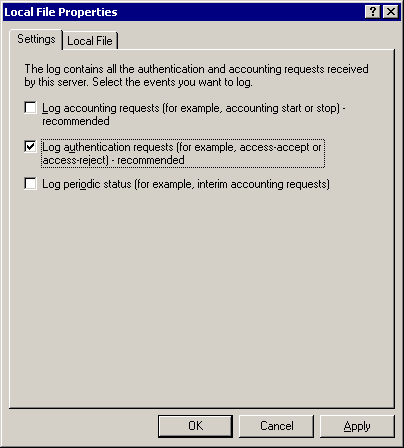 Local File Properties
Settings
Local File
The log contains all the authentication and accounting requests received
by this server. Select the events you want to log.
Log accounting requests (for example, accounting start or stop) -
recommended
Log authentication requests (for example, access-accept or
access-reject) - recommended
Log periodic status (for example, interim accounting requests)
OK
Cancel
Apply